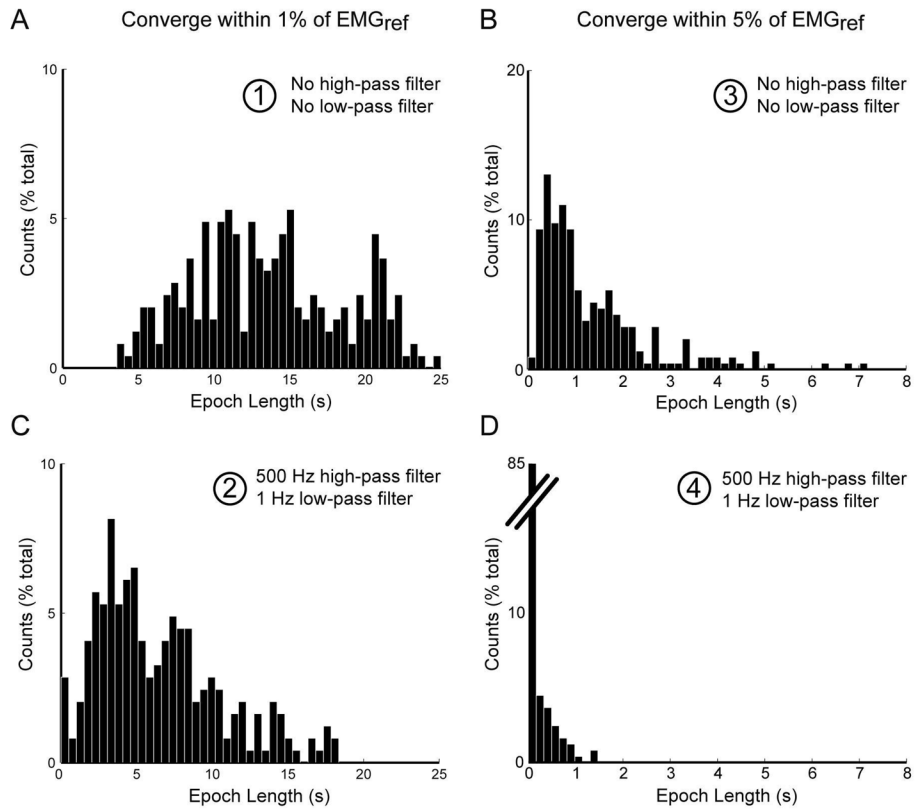 A
Converge within 1% of EMGref
B
Converge within 5% of EMGref
10
5
0
Counts (% total)
1
No high-pass filter
No low-pass filter
0 5 10 15 20 25
Epoch Length (s)
20
10
0
Counts (% total)
3
No high-pass filter
No low-pass filter
0 1 2 3 4 5 6 7 8
Epoch Length (s)
C
10
5
0
Counts (% total)
2
500 Hz high-pass filter
1 Hz low-pass filter
0 5 10 15 20 25
Epoch Length (s)
D
85
10
0
Counts (% total)
4
500 Hz high-pass filter
1 Hz low-pass filter
0 1 2 3 4 5 6 7 8
Epoch Length (s)